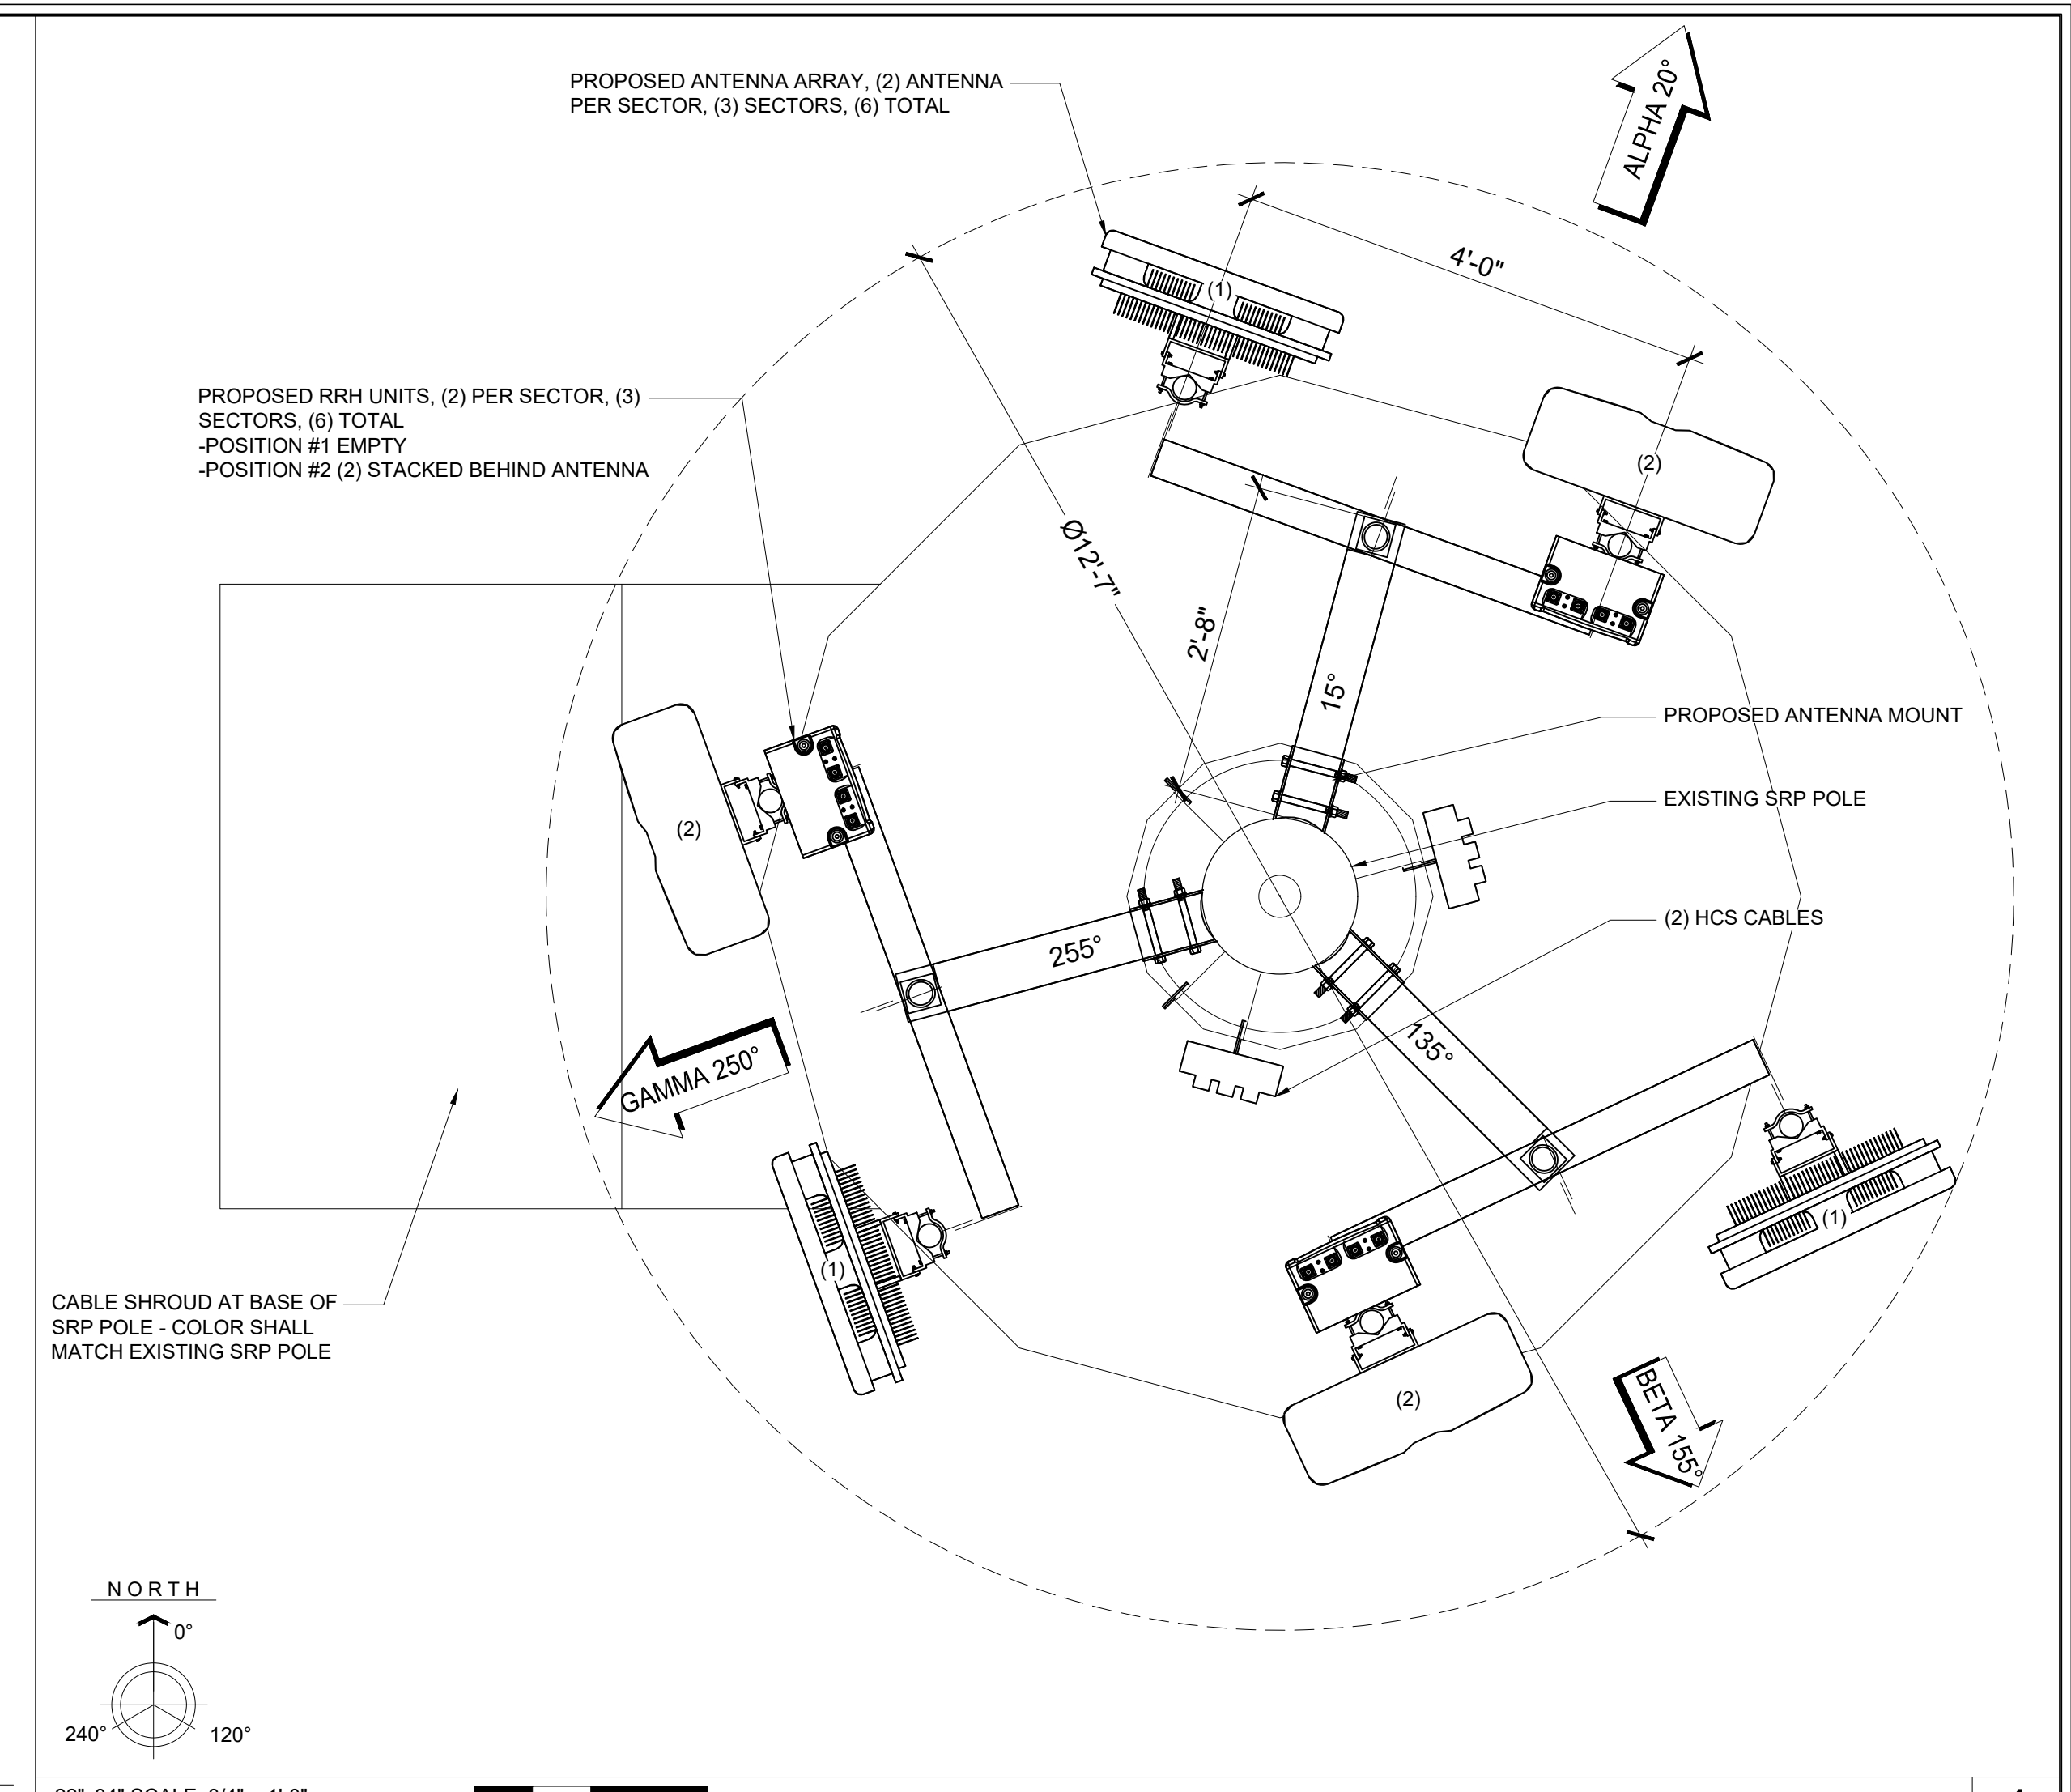 PROPOSED ANTENNA ARRAY, (2) ANTENNA
PER SECTOR, (3) SECTORS, (6) TOTAL
ALPHA 20°
4'-0"
(1)
PROPOSED RRH UNITS, (2) PER SECTOR, (3)
SECTORS, (6) TOTAL
-POSITION #1 EMPTY
-POSITION #2 (2) STACKED BEHIND ANTENNA
(2)
Ø12'-7"
2'-8"
15°
PROPOSED ANTENNA MOUNT
EXISTING SRP POLE
(2)
(2) HCS CABLES
255°
135°
GAMMA 250°
(1)
(1)
CABLE SHROUD AT BASE OF
SRP POLE - COLOR SHALL
MATCH EXISTING SRP POLE
(2)
BETA 155°
NORTH
0°
240°
120°